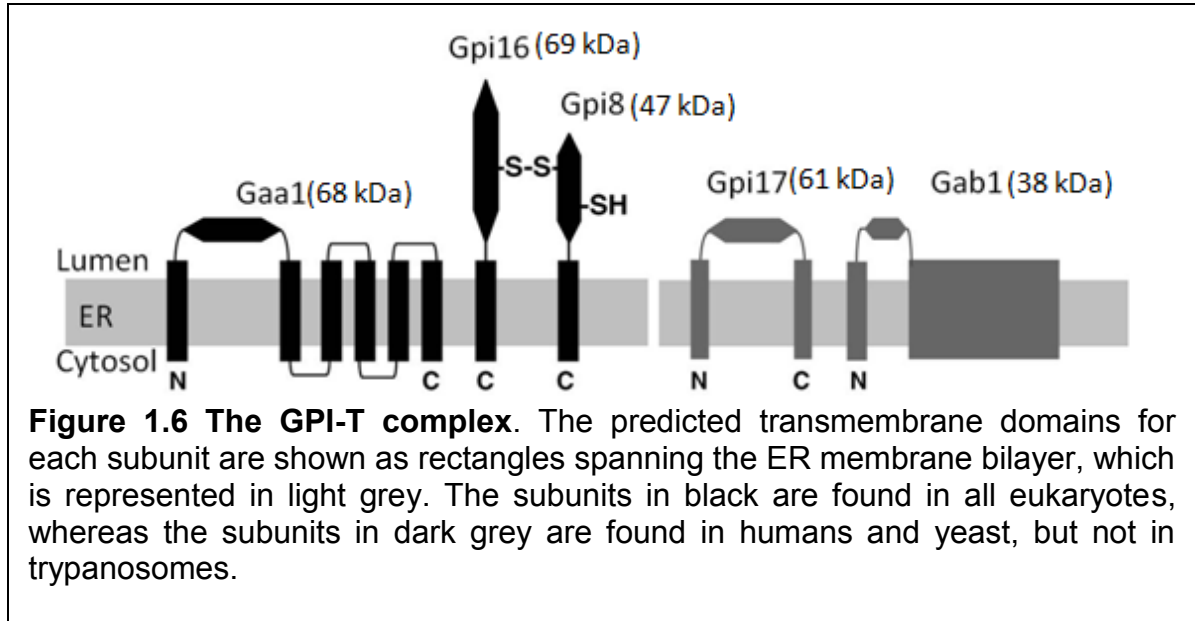 Gpi16 (69 kDa)
Gpi8 (47 kDa)
-S-S-
-SH
Gaa1(68 kDa)
Gpi17(61 kDa)
Gab1(38 kDa)
Lumen
ER
Cytosol
N C C C N C N
Figure 1.6 The GPI-T complex. The predicted transmembrane domains for
each subunit are shown as rectangles spanning the ER membrane bilayer, which
is represented in light grey. The subunits in black are found in all eukaryotes,
whereas the subunits in dark grey are found in humans and yeast, but not in
trypanosomes.